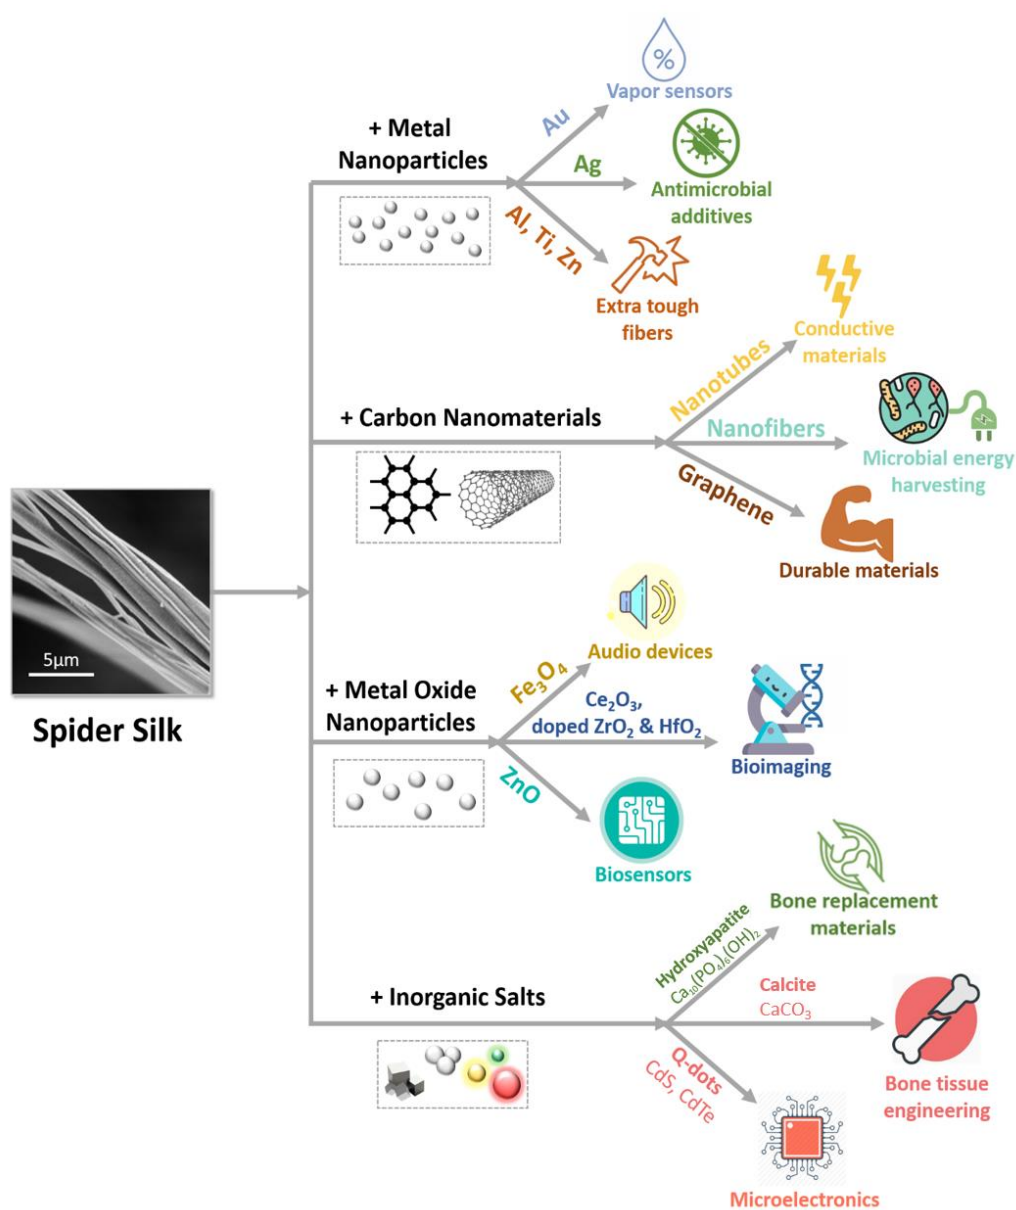 %
Vapor sensors
+ Metal
Nanoparticles
Au
Ag
Antimicrobial
additives
Al, Ti, Zn
Extra tough
fibers
Conductive
materials
Nanotubes
+ Carbon Nanomaterials
Nanofibers
Microbial energy
harvesting
Graphene
Durable materials
5μm
Spider Silk
Audio devices
Fe₃O₄
+ Metal Oxide
Nanoparticles
Ce₂O₃,
doped ZrO₂ & HfO₂
Bioimaging
ZnO
Biosensors
Bone replacement
materials
Hydroxyapatite
Ca₁₀(PO₄)₆(OH)₂
+ Inorganic Salts
Calcite
CaCO₃
Bone tissue
engineering
Q-dots
CdS, CdTe
Microelectronics